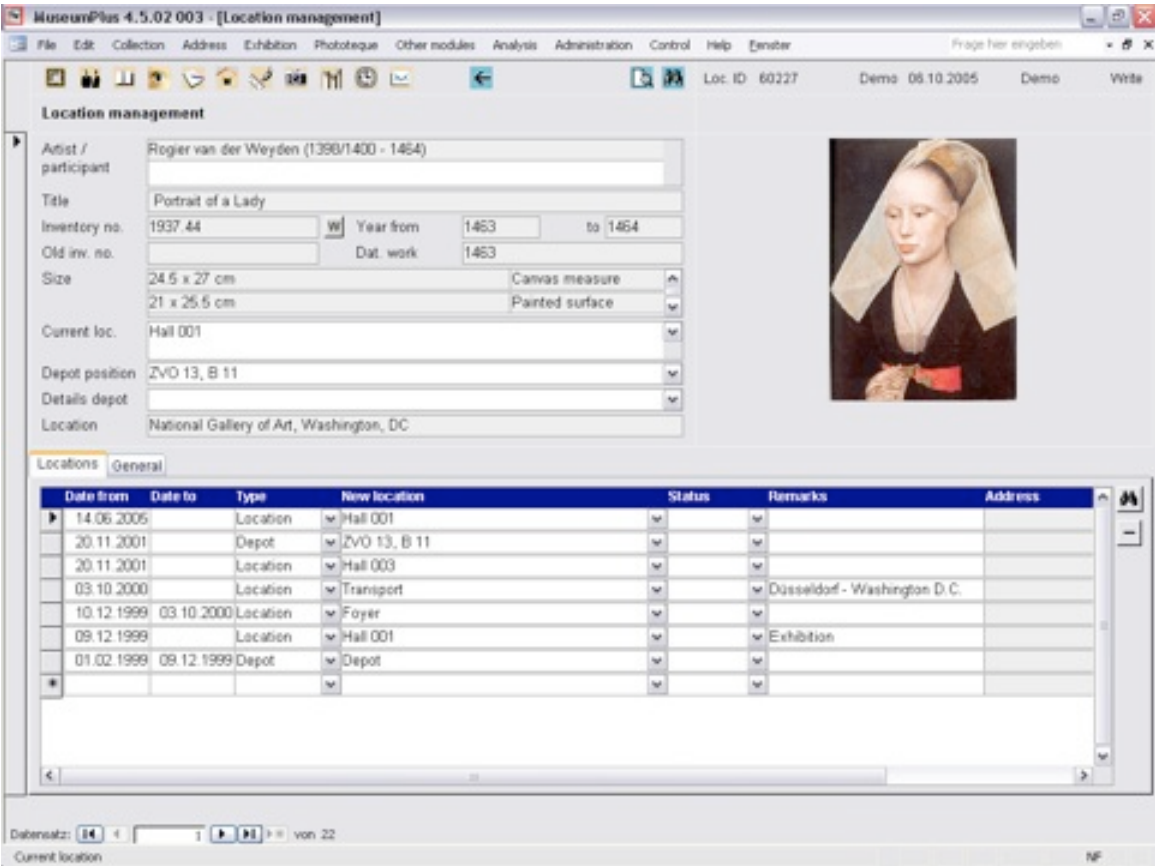 MuseumPlus 4.5.02 003 - [Location management]
File Edit Collection Address Exhibition Phototeque Other modules Analysis Administration Control Help Fenster Frage hier eingeben
Loc. ID 60227 Demo 06.10.2005 Demo Write
Location management
Artist / participant Rogier van der Weyden (1398/1400 - 1464)
Title Portrait of a Lady
Inventory no. 1937.44 W Year from 1463 to 1464
Old inv. no. Dat. work 1463
Size 24.5 x 27 cm Canvas measure
21 x 25.5 cm Painted surface
Current loc. Hall 001
Depot position ZVO 13, B 11
Details depot
Location National Gallery of Art, Washington, DC
Locations General
Date from Date to Type New location Status Remarks Address
14.06.2005 Location Hall 001
20.11.2001 Depot ZVO 13, B 11
20.11.2001 Location Hall 003
03.10.2000 Location Transport Düsseldorf - Washington D.C.
10.12.1999 03.10.2000 Location Foyer
09.12.1999 Location Hall 001 Exhibition
01.02.1999 09.12.1999 Depot Depot
Datensatz: 1 von 22
Current location NF